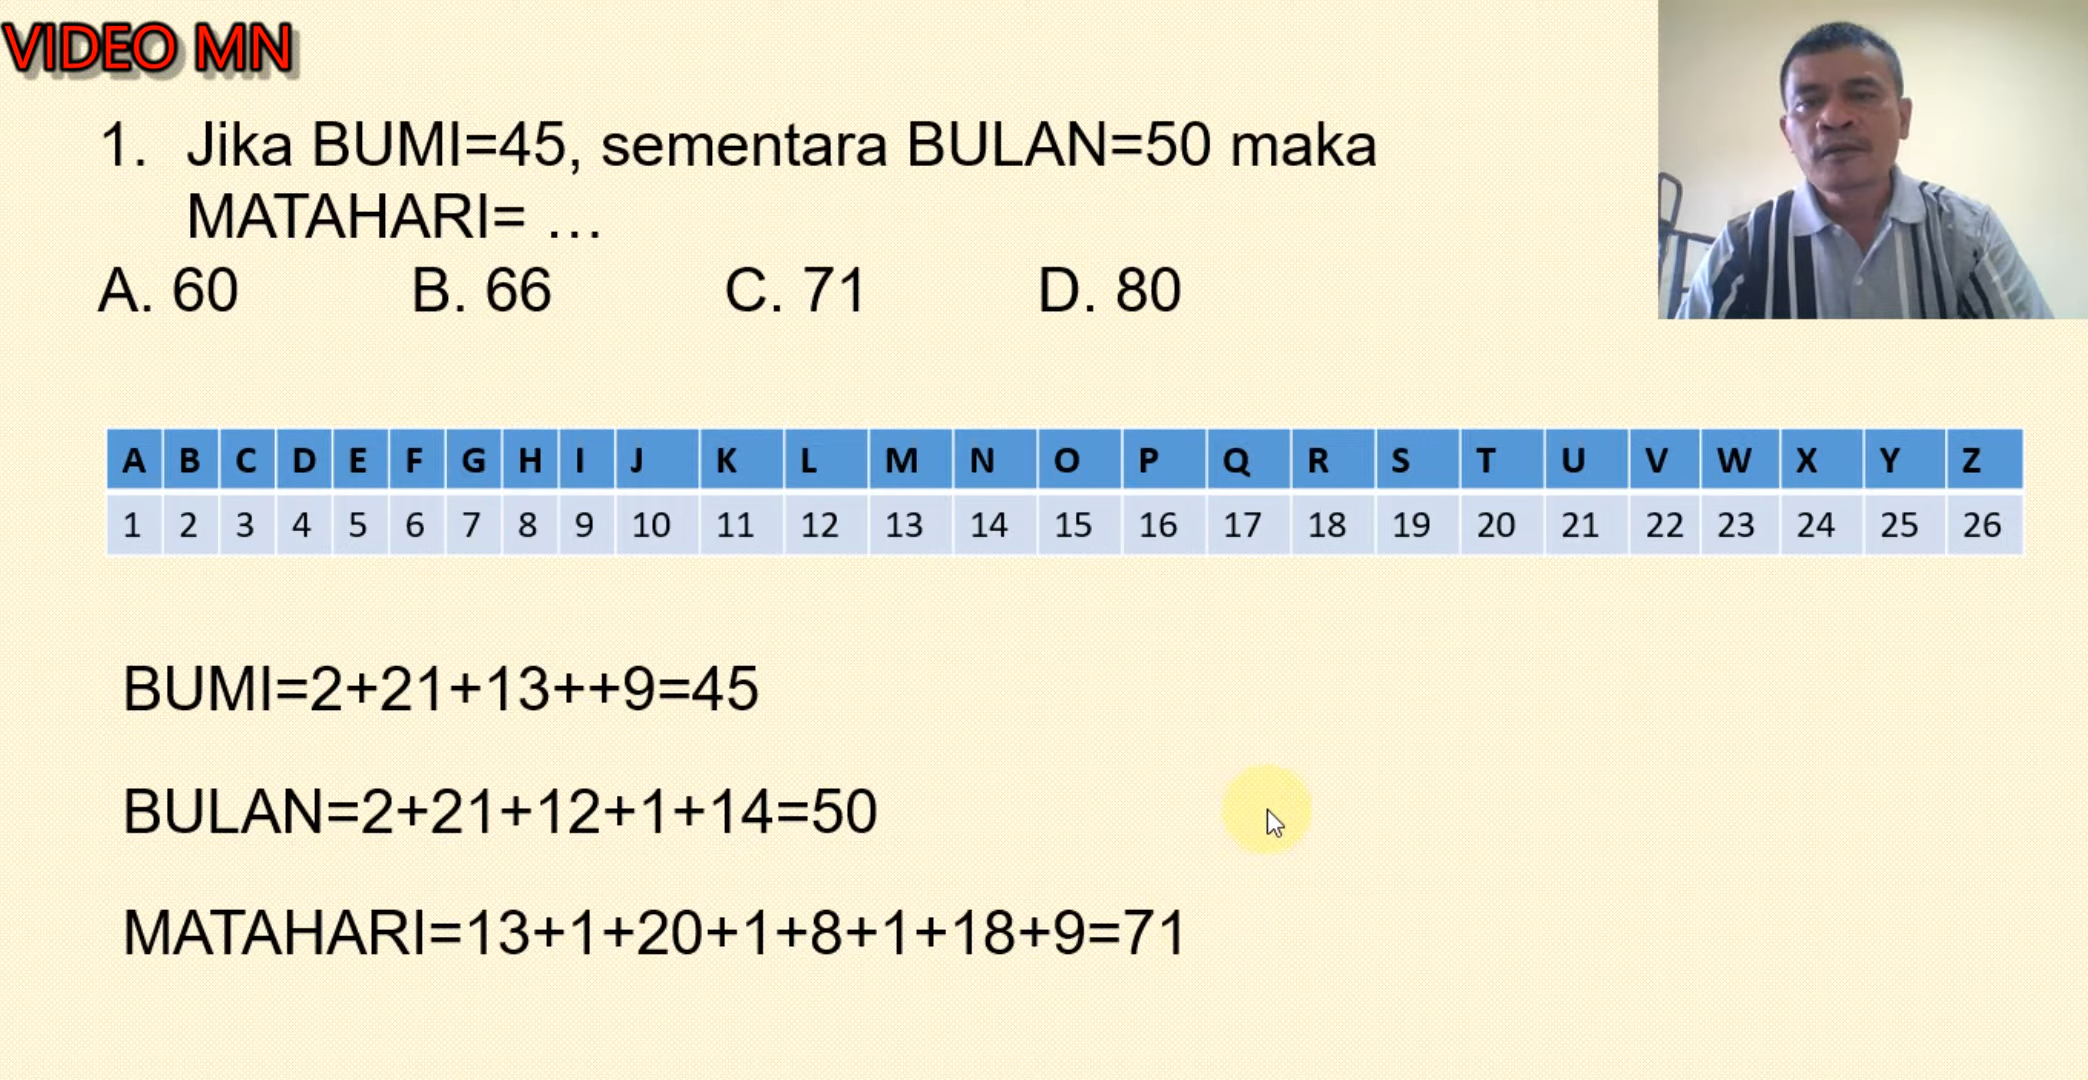 VIDEO MN
1. Jika BUMI=45, sementara BULAN=50 maka
MATAHARI= …
A. 60 B. 66 C. 71 D. 80
A B C D E F G H I J K L M N O P Q R S T U V W X Y Z
1 2 3 4 5 6 7 8 9 10 11 12 13 14 15 16 17 18 19 20 21 22 23 24 25 26
BUMI=2+21+13++9=45
BULAN=2+21+12+1+14=50
MATAHARI=13+1+20+1+8+1+18+9=71